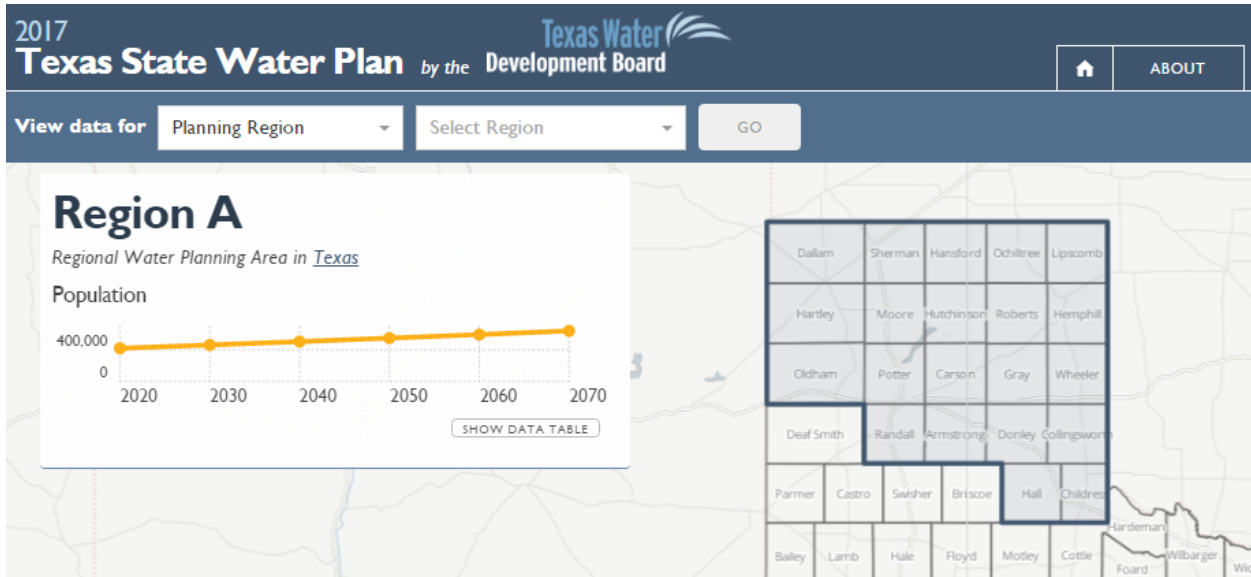 2017
Texas State Water Plan by the Texas Water Development Board
ABOUT
View data for Planning Region Select Region GO
Region A
Regional Water Planning Area in Texas
Population
400,000
0
2020 2030 2040 2050 2060 2070
SHOW DATA TABLE
Dallam Sherman Hansford Ochiltree Lipscomb
Hartley Moore Hutchinson Roberts Hemphill
Oldham Potter Carson Gray Wheeler
Deaf Smith Randall Armstrong Donley Collingswort
Parmer Castro Swisher Briscoe Hall Childres
Hardeman
Bailey Lamb Hale Floyd Motley Cottle Wilbarger
Foard